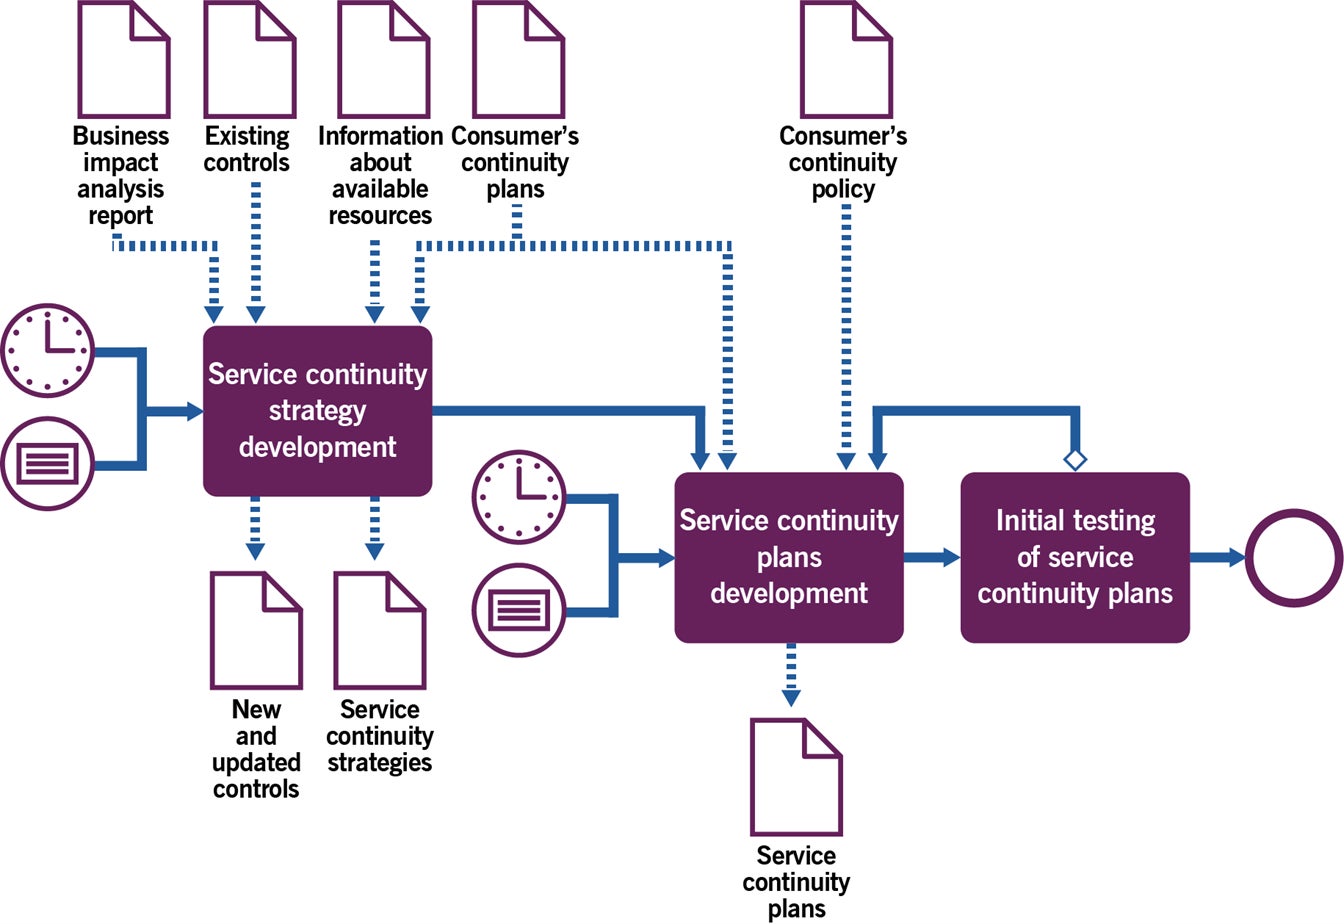 Business
impact
analysis
report
Existing
controls
Information
about
available
resources
Consumer’s
continuity
plans
Consumer’s
continuity
policy
Service continuity
strategy
development
Service continuity
plans
development
Initial testing
of service
continuity plans
New
and
updated
controls
Service
continuity
strategies
Service
continuity
plans